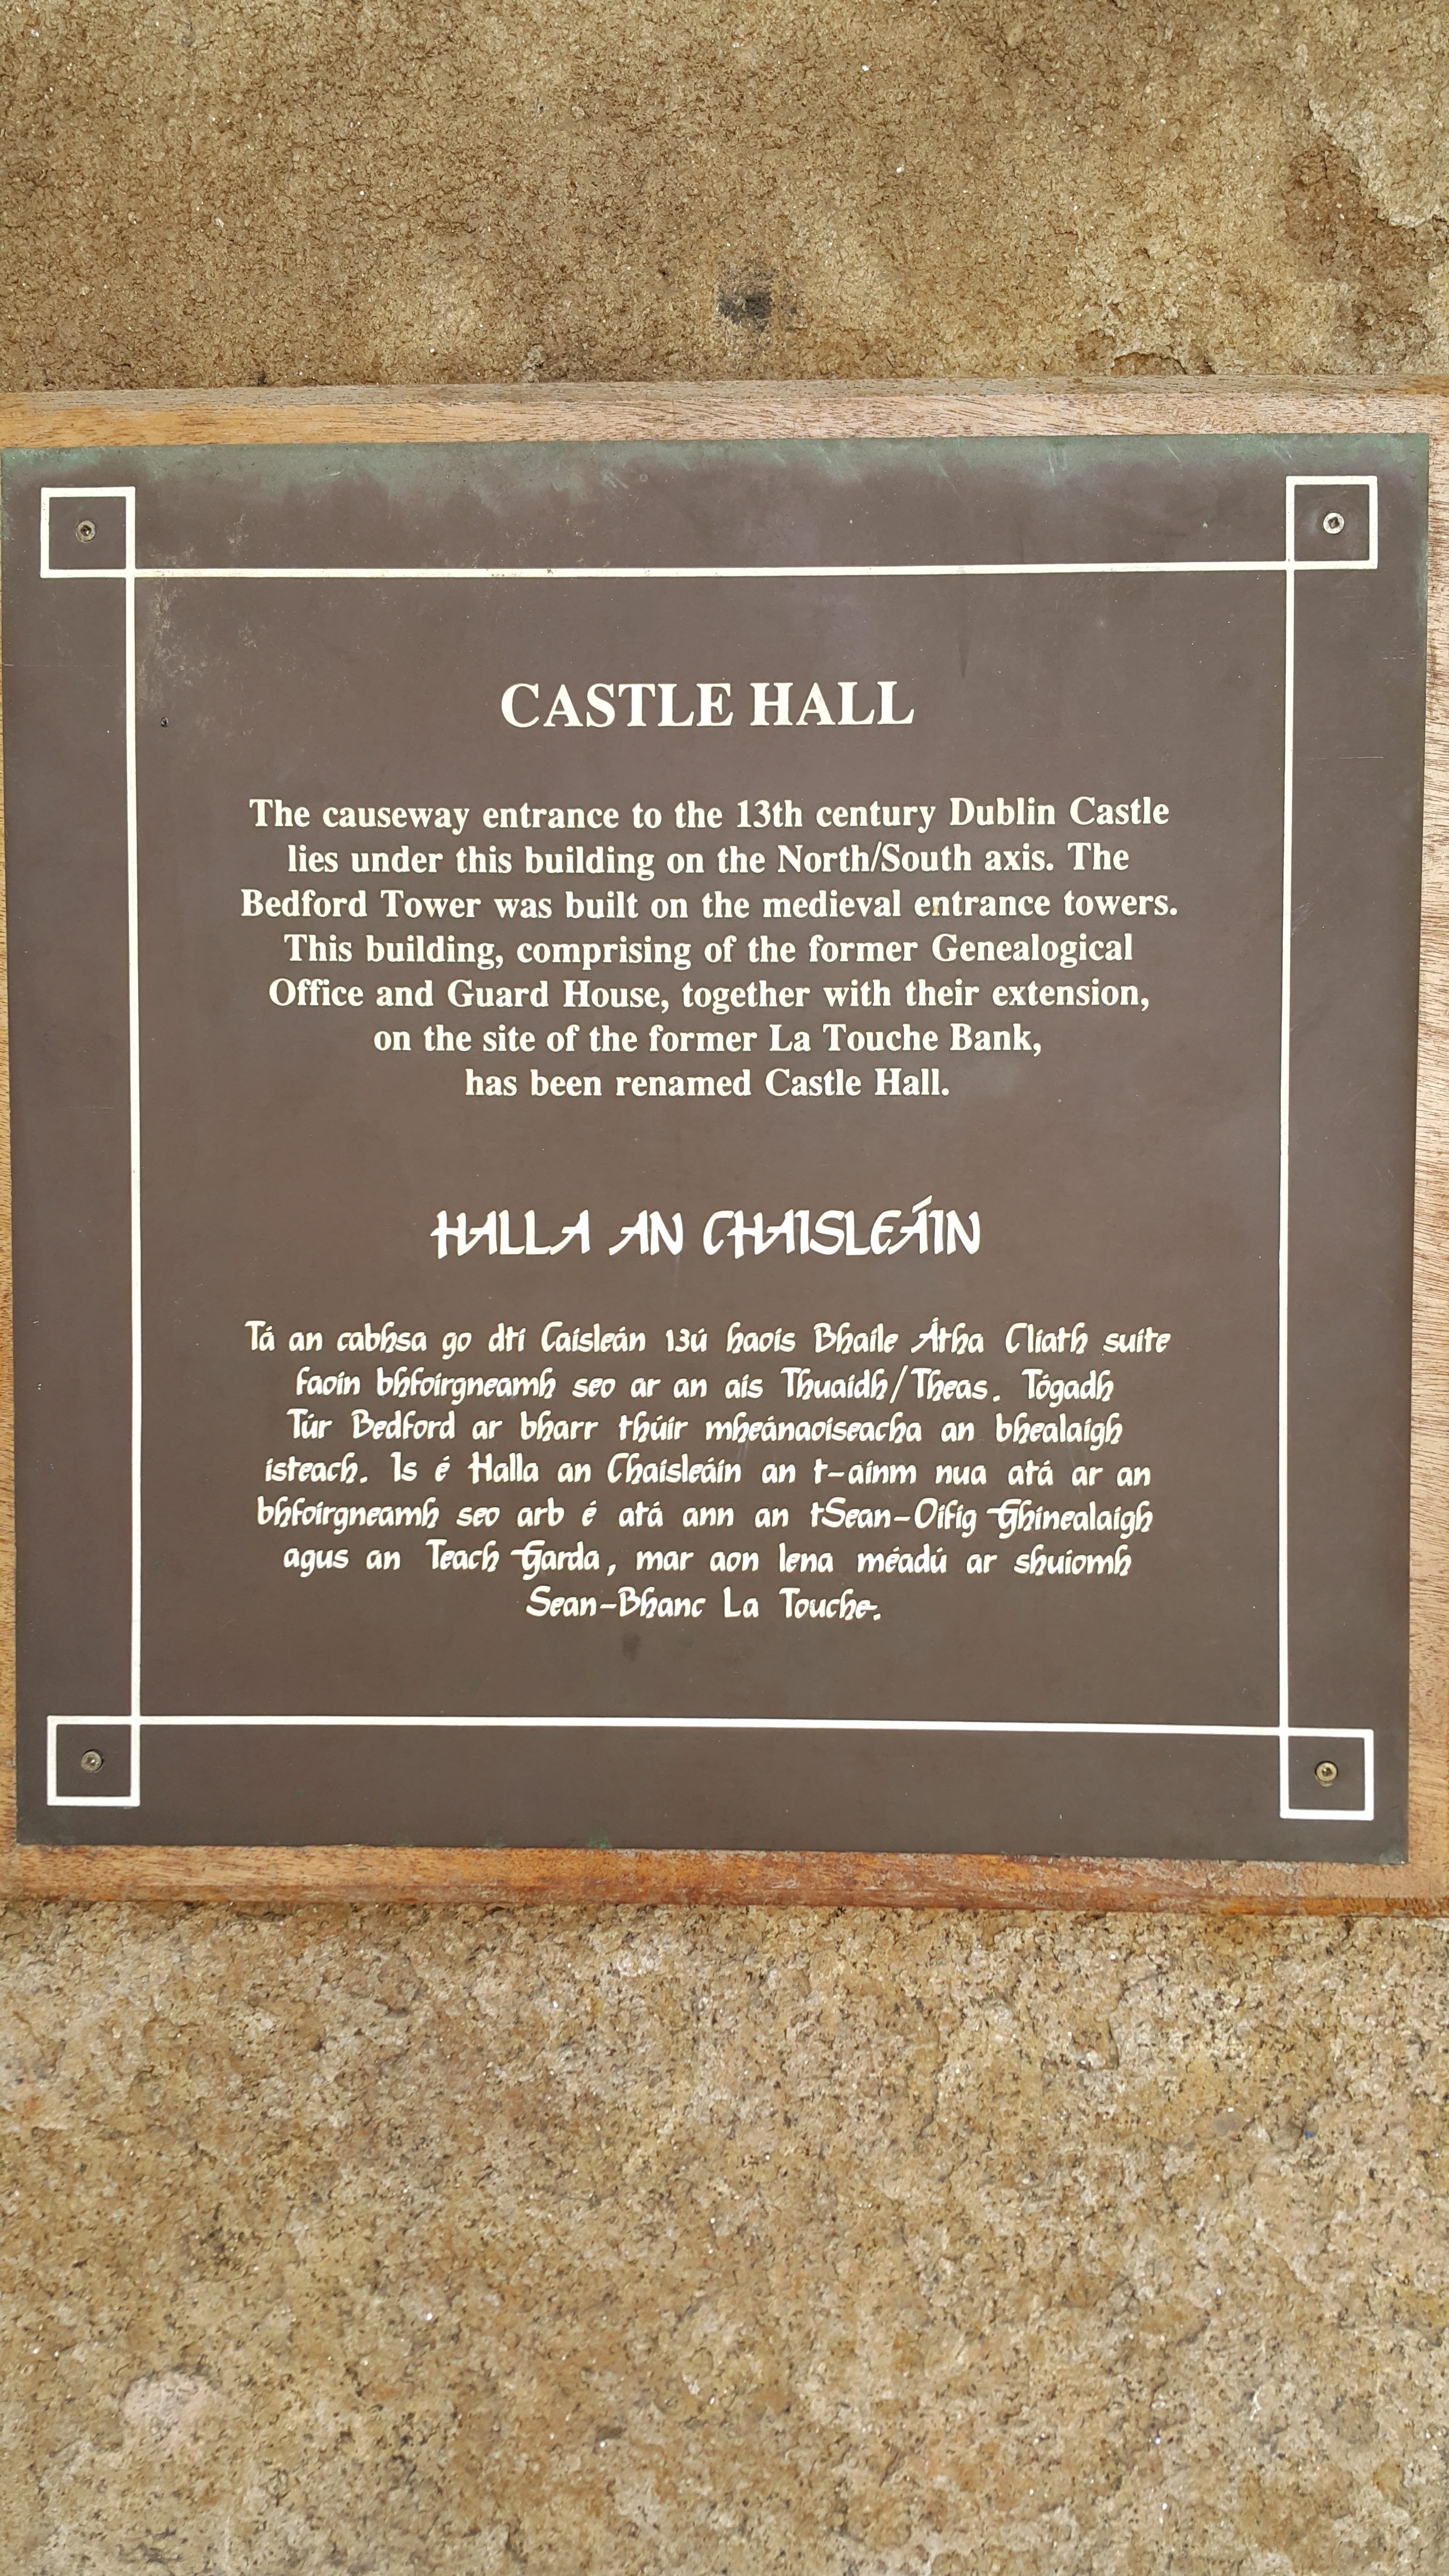 CASTLE HALL
The causeway entrance to the 13th century Dublin Castle
lies under this building on the North/South axis. The
Bedford Tower was built on the medieval entrance towers.
This building, comprising of the former Genealogical
Office and Guard House, together with their extension,
on the site of the former La Touche Bank,
has been renamed Castle Hall.
HALLA AN CHAISLEÁIN
Tá an cabhsa go dtí Caisleán 13ú haois Bhaile Átha Cliath suite
faoin bhfoirgneamh seo ar an ais Thuaidh/Theas. Tógadh
Túr Bedford ar bharr thúir mheánaoiseacha an bhealaigh
isteach. Is é Halla an Chaisleáin an t-ainm nua atá ar an
bhfoirgneamh seo arb é atá ann an tSean-Oifig Ghinealaigh
agus an Teach Garda, mar aon lena méadú ar shuíomh
Sean-Bhanc La Touche.